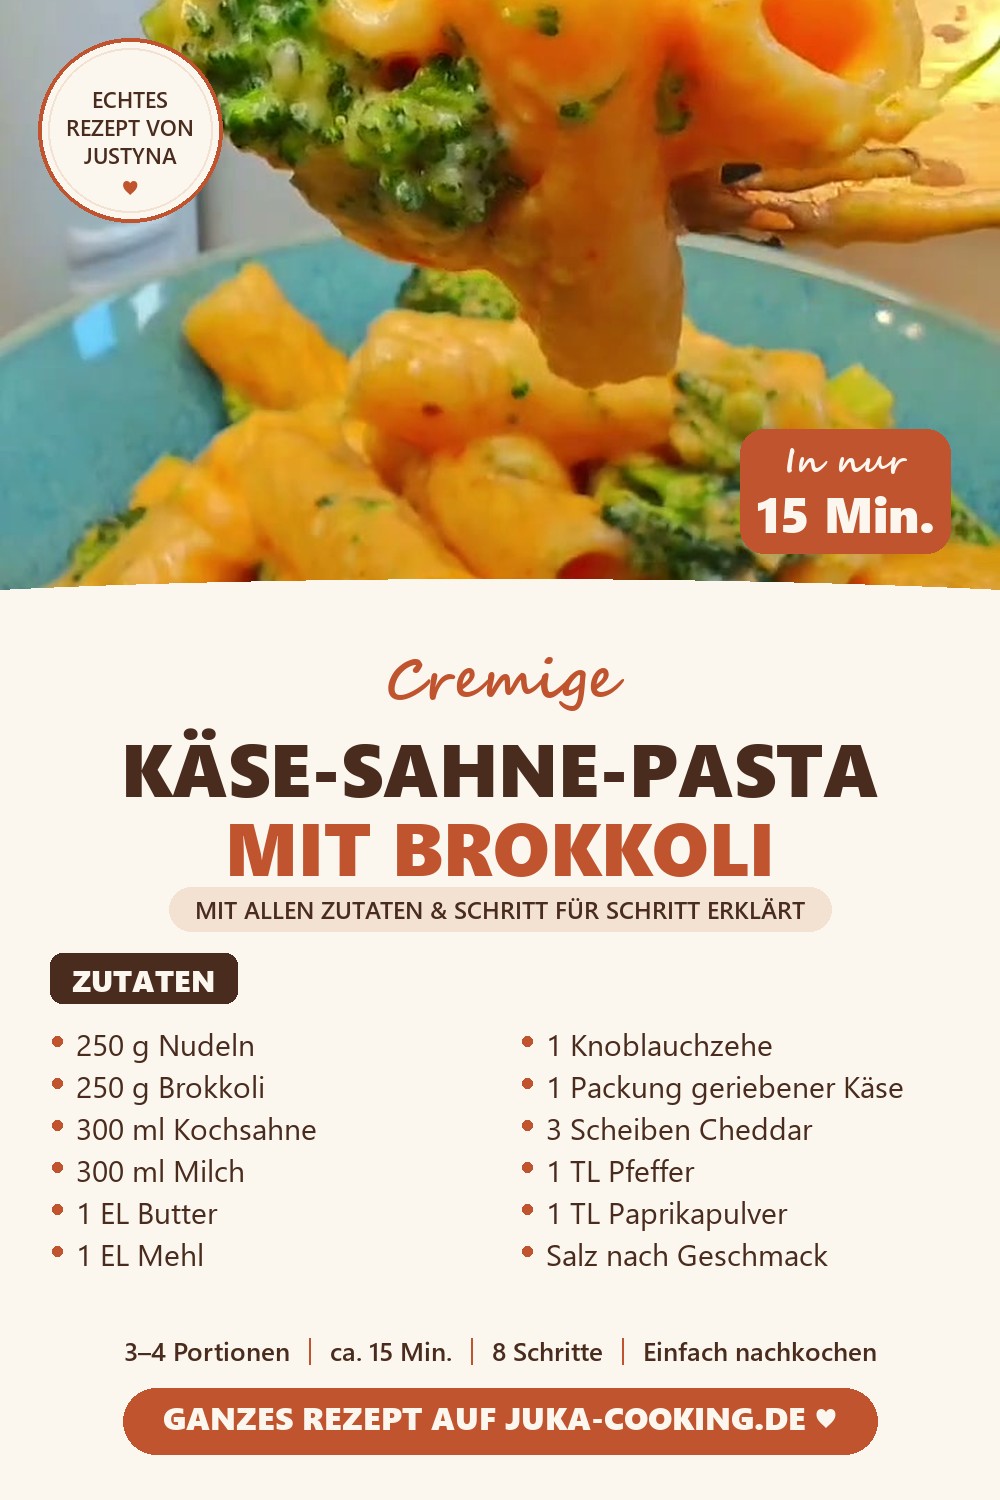 ECHTES
REZEPT VON
JUSTYNA
In nur
15 Min.
Cremige
KÄSE-SAHNE-PASTA
MIT BROKKOLI
MIT ALLEN ZUTATEN & SCHRITT FÜR SCHRITT ERKLÄRT
ZUTATEN
250 g Nudeln
250 g Brokkoli
300 ml Kochsahne
300 ml Milch
1 EL Butter
1 EL Mehl
1 Knoblauchzehe
1 Packung geriebener Käse
3 Scheiben Cheddar
1 TL Pfeffer
1 TL Paprikapulver
Salz nach Geschmack
3–4 Portionen | ca. 15 Min. | 8 Schritte | Einfach nachkochen
GANZES REZEPT AUF JUKA-COOKING.DE ♥